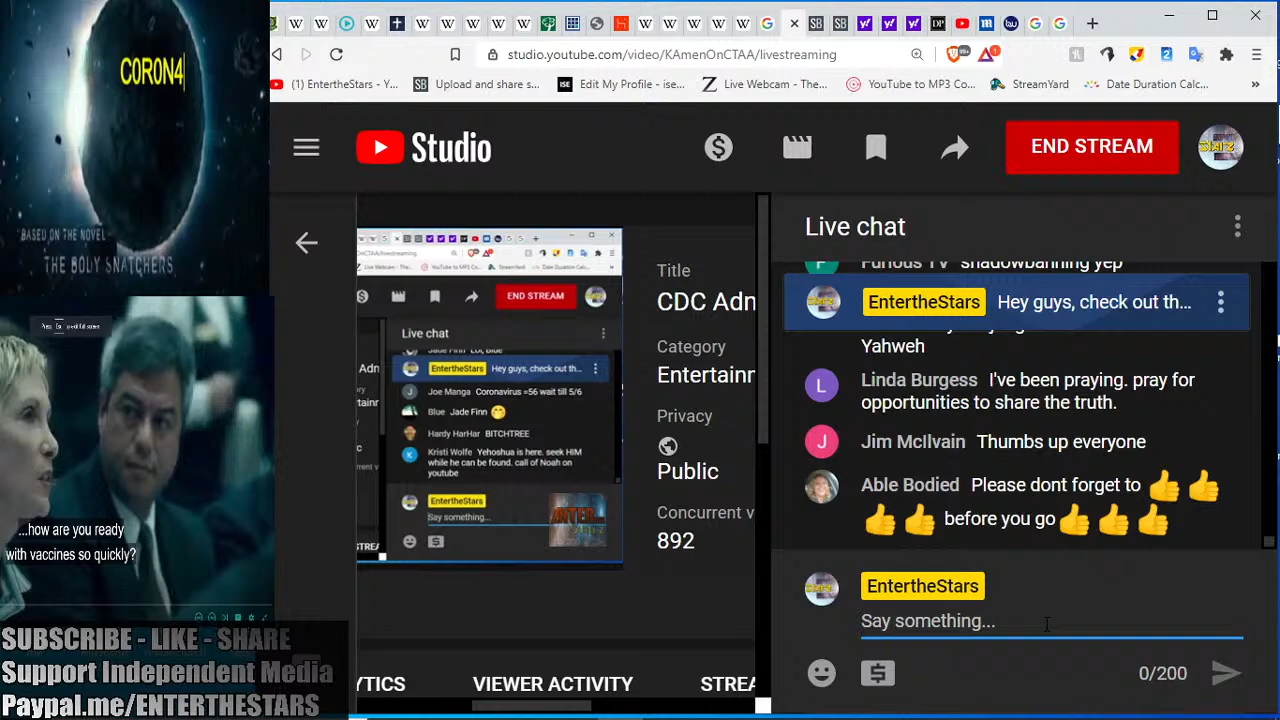 CORON4
"BASED ON THE NOVEL
THE BODY SNATCHERS
...how are you ready
with vaccines so quickly?
SUBSCRIBE - LIKE - SHARE
Support Independent Media
Paypal.me/ENTERTHESTARS
studio.youtube.com/video/KAmenOnCTAA/livestreaming
99+
1
(1) EntertheStars - Y...
SB Upload and share s...
ISE Edit My Profile - ise...
Z Live Webcam - The...
YouTube to MP3 Co...
StreamYard
Date Duration Calc...
»
Studio
END STREAM
Starz
END STREAM
Live chat
EntertheStars Hey guys, check out th...
Joe Manga Coronavirus =56 wait till 5/6
Blue Jade Finn
Hardy HarHar BITCHTREE
Kristi Wolfe Yehoshua is here. seek HIM
while he can be found. call of Noah on
youtube
EntertheStars
Say something...
Title
CDC Adn
Category
Entertainn
Privacy
Public
Concurrent v
892
YTICS
VIEWER ACTIVITY
STREA
Live chat
Furious TV shadowbanning yep
EntertheStars Hey guys, check out th...
Yahweh
Linda Burgess I've been praying. pray for
opportunities to share the truth.
Jim McIlvain Thumbs up everyone
Able Bodied Please dont forget to 👍👍
👍👍 before you go👍👍👍
EntertheStars
Say something...
0/200